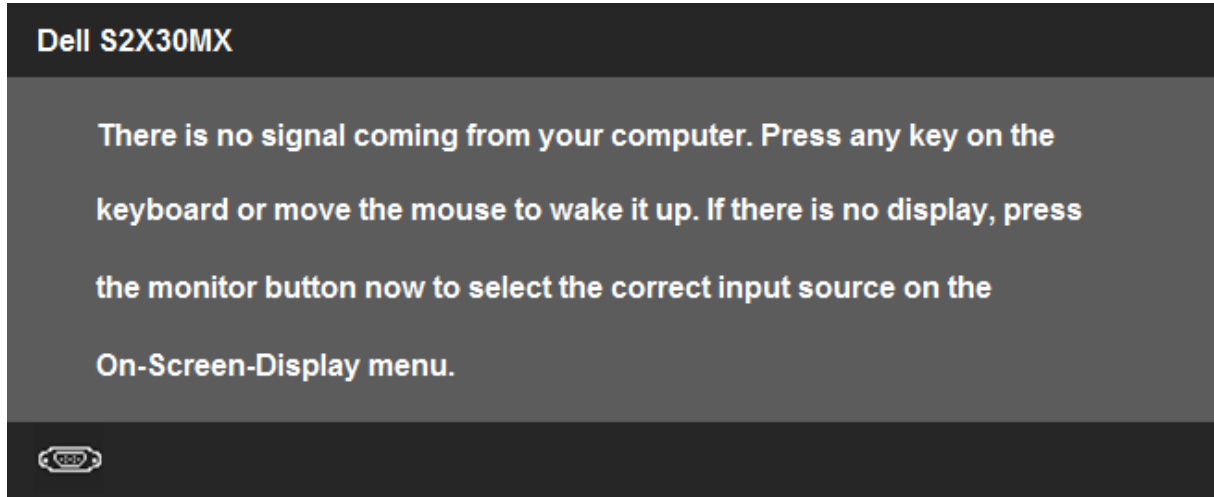 Dell S2X30MX
There is no signal coming from your computer. Press any key on the
keyboard or move the mouse to wake it up. If there is no display, press
the monitor button now to select the correct input source on the
On-Screen-Display menu.